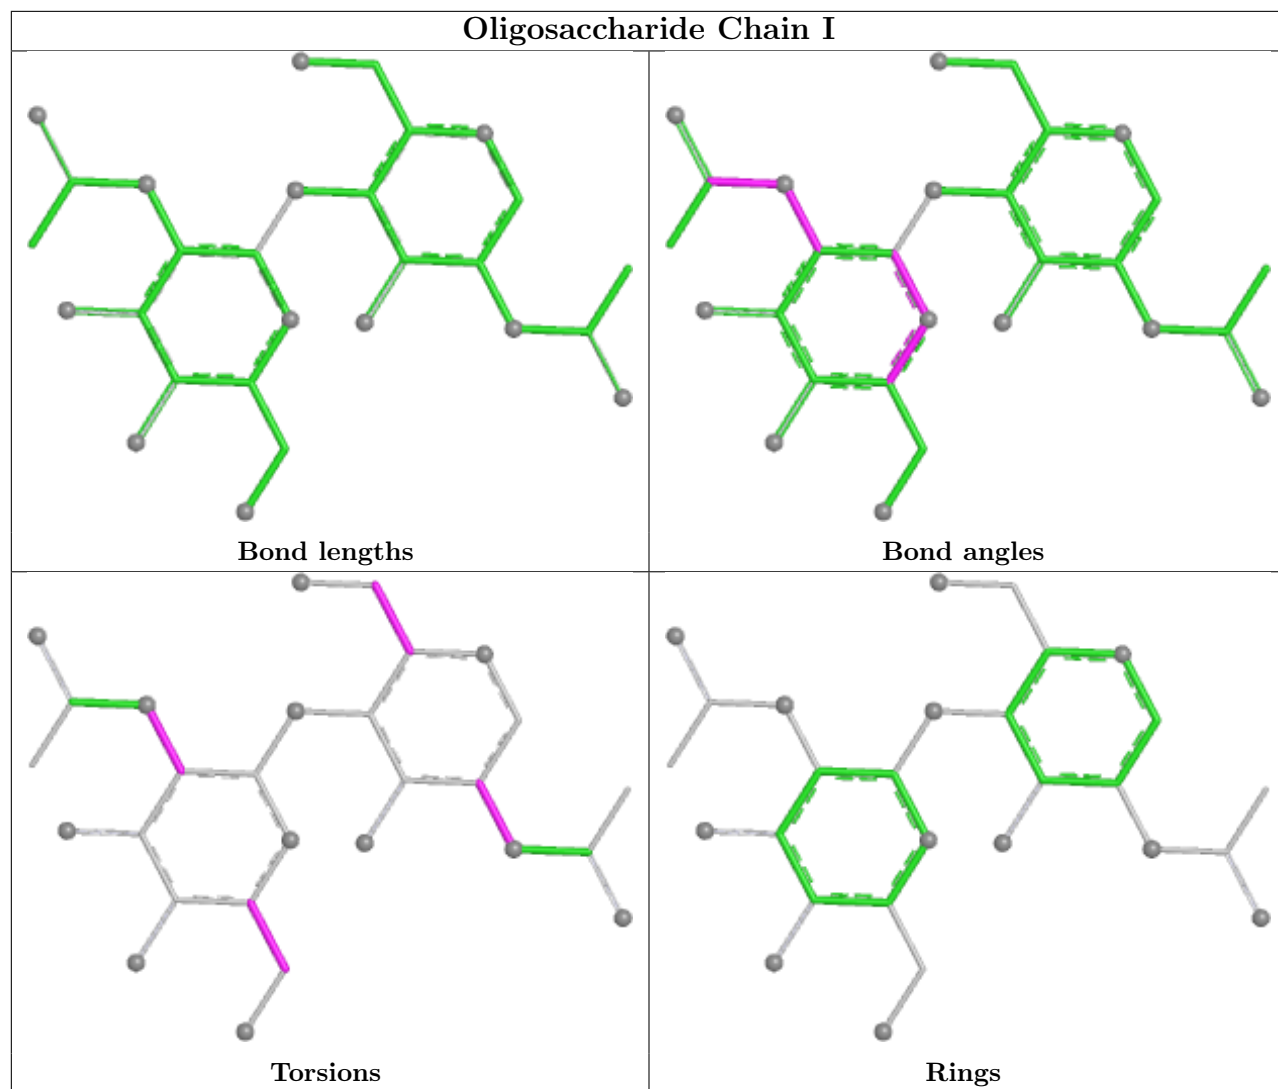 Oligosaccharide Chain I
Bond lengths
Bond angles
Torsions
Rings